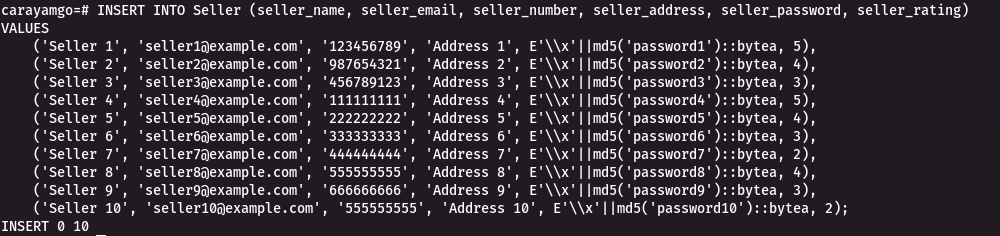 carayamgo=# INSERT INTO Seller (seller_name, seller_email, seller_number, seller_address, seller_password, seller_rating)
VALUES
    ('Seller 1', 'seller1@example.com', '123456789', 'Address 1', E'\\x'||md5('password1')::bytea, 5),
    ('Seller 2', 'seller2@example.com', '987654321', 'Address 2', E'\\x'||md5('password2')::bytea, 4),
    ('Seller 3', 'seller3@example.com', '456789123', 'Address 3', E'\\x'||md5('password3')::bytea, 3),
    ('Seller 4', 'seller4@example.com', '111111111', 'Address 4', E'\\x'||md5('password4')::bytea, 5),
    ('Seller 5', 'seller5@example.com', '222222222', 'Address 5', E'\\x'||md5('password5')::bytea, 4),
    ('Seller 6', 'seller6@example.com', '333333333', 'Address 6', E'\\x'||md5('password6')::bytea, 3),
    ('Seller 7', 'seller7@example.com', '444444444', 'Address 7', E'\\x'||md5('password7')::bytea, 2),
    ('Seller 8', 'seller8@example.com', '555555555', 'Address 8', E'\\x'||md5('password8')::bytea, 4),
    ('Seller 9', 'seller9@example.com', '666666666', 'Address 9', E'\\x'||md5('password9')::bytea, 3),
    ('Seller 10', 'seller10@example.com', '555555555', 'Address 10', E'\\x'||md5('password10')::bytea, 2);
INSERT 0 10